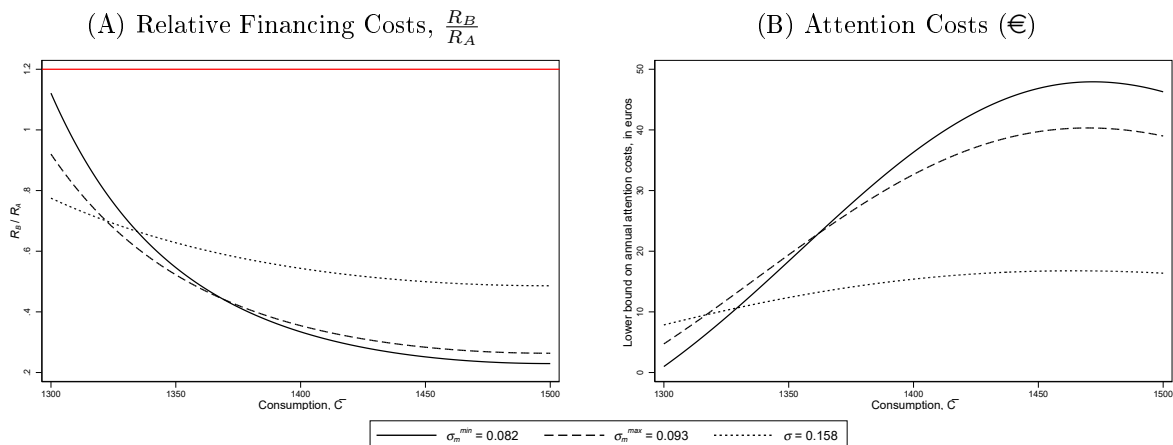 (A) Relative Financing Costs, R_B / R_A
(B) Attention Costs (€)
R_B / R_A
1.2
1
.8
.6
.4
.2
1300 1350 1400 1450 1500
Consumption, C̅
Lower bound on annual attention costs, in euros
50
40
30
20
10
0
1300 1350 1400 1450 1500
Consumption, C̅
σ_m^min = 0.082 σ_m^max = 0.093 σ = 0.158